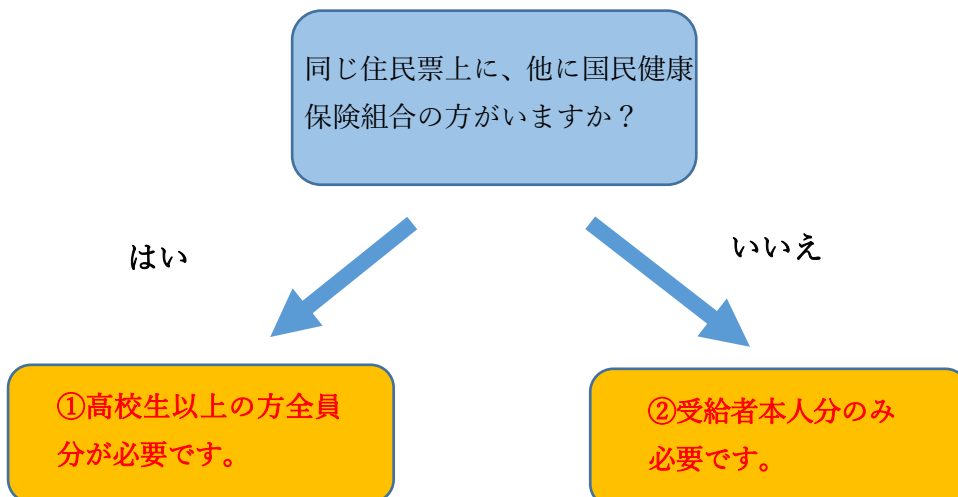 同じ住民票上に、他に国民健康
保険組合の方がいますか？
はい
いいえ
①高校生以上の方全員
分が必要です。
②受給者本人分のみ
必要です。